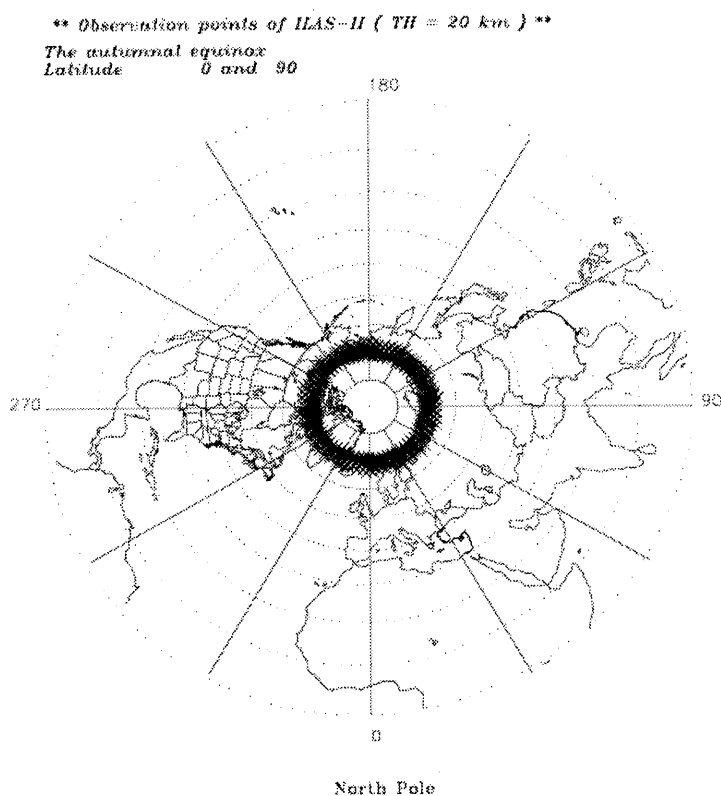 ** Observation points of ILAS-II ( TH = 20 km ) **
The autumnal equinox
Latitude 0 and 90
180
270
90
0
North Pole